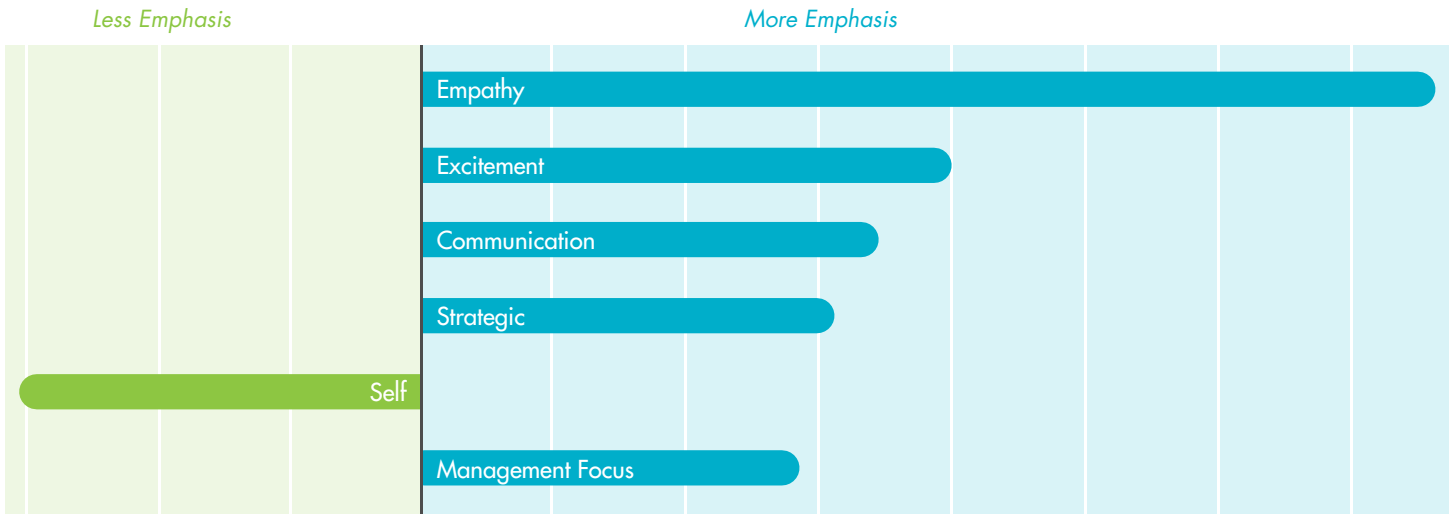 Less Emphasis
More Emphasis
Empathy
Excitement
Communication
Strategic
Self
Management Focus